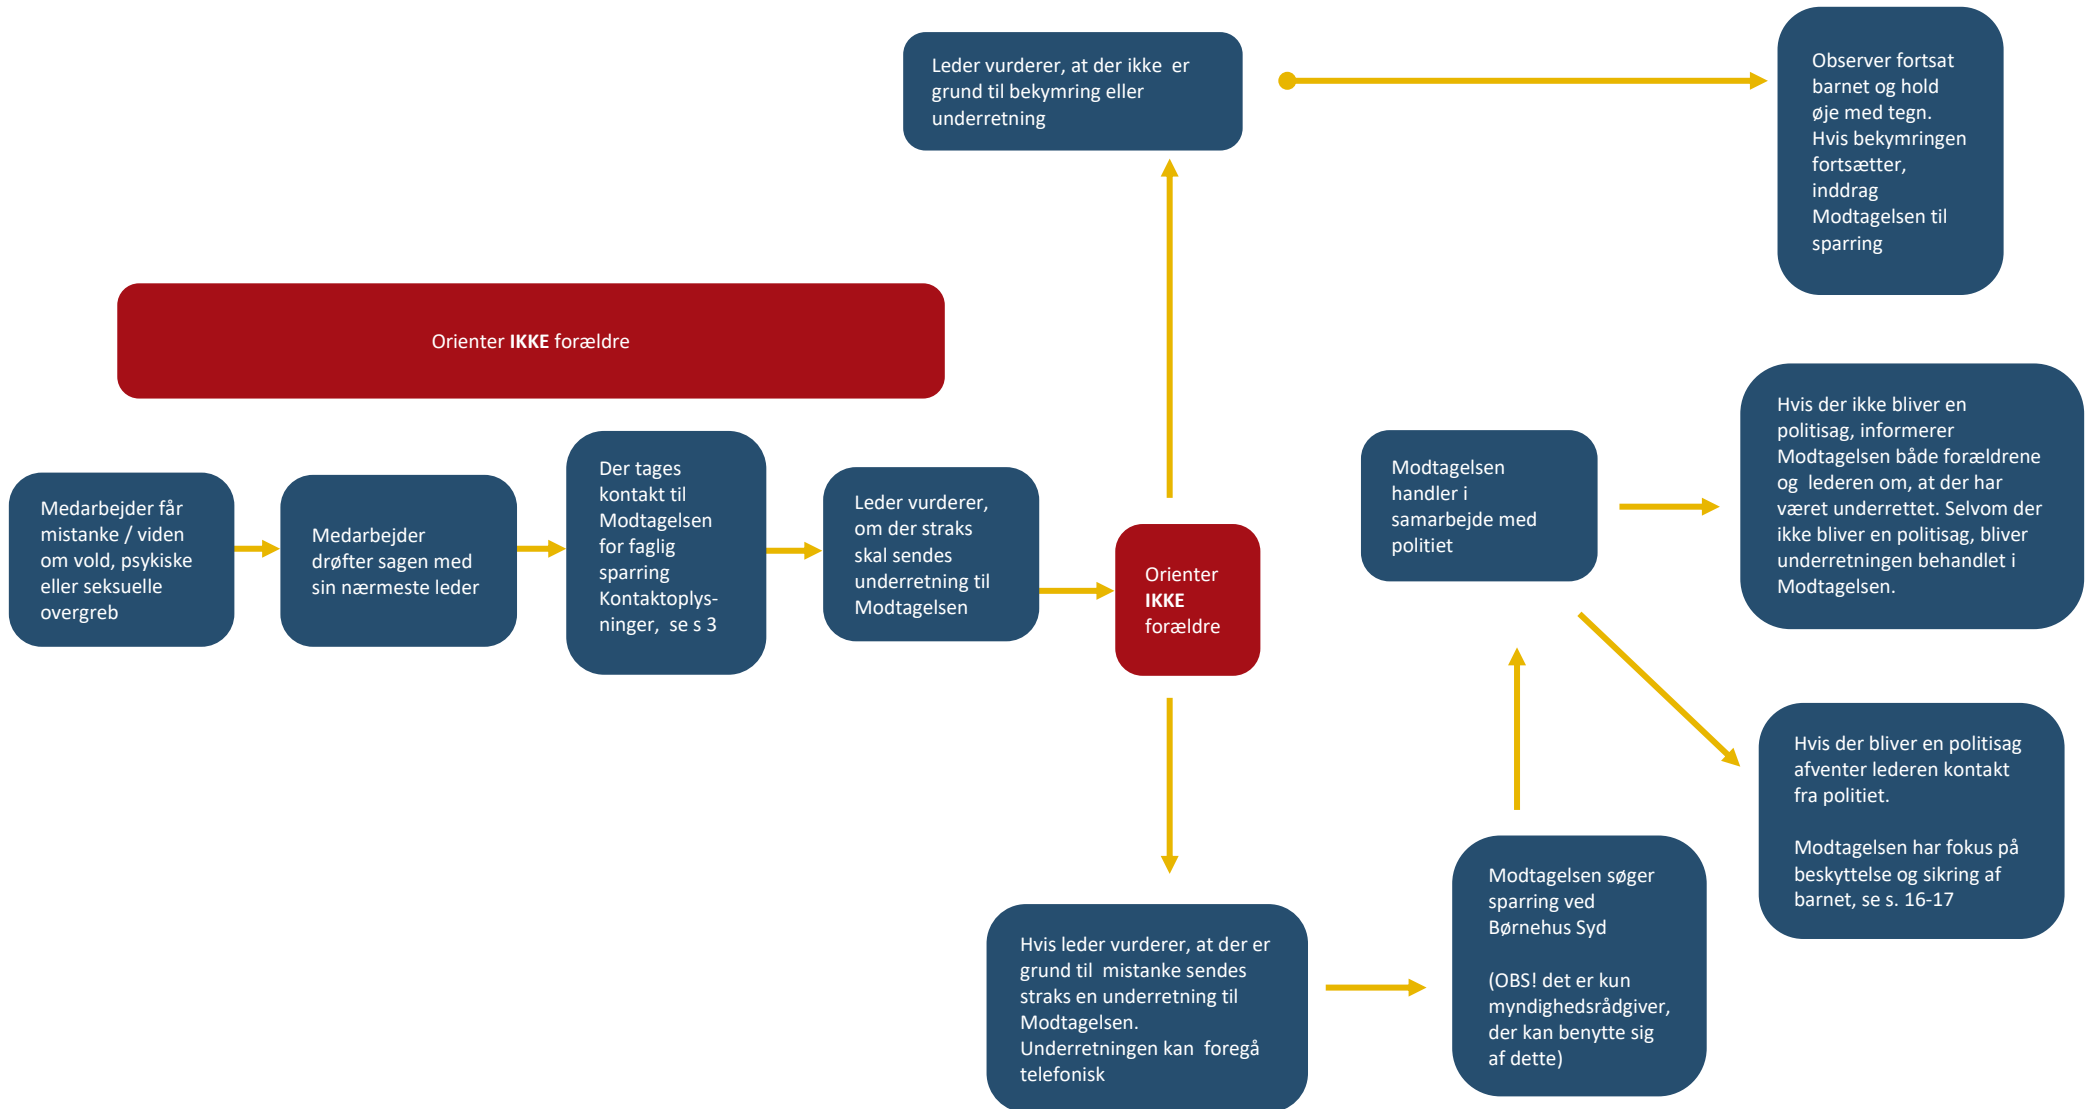 Leder vurderer, at der ikke er
grund til bekymring eller
underretning
Observer fortsat
barnet og hold
øje med tegn.
Hvis bekymringen
fortsætter,
inddrag
Modtagelsen til
sparring
Orienter IKKE forældre
Medarbejder får
mistanke / viden
om vold, psykiske
eller seksuelle
overgreb
Medarbejder
drøfter sagen med
sin nærmeste leder
Der tages
kontakt til
Modtagelsen
for faglig
sparring
Kontaktoplys-
ninger, se s 3
Leder vurderer,
om der straks
skal sendes
underretning til
Modtagelsen
Orienter
IKKE
forældre
Modtagelsen
handler i
samarbejde med
politiet
Hvis der ikke bliver en
politisag, informerer
Modtagelsen både forældrene
og lederen om, at der har
været underrettet. Selvom der
ikke bliver en politisag, bliver
underretningen behandlet i
Modtagelsen.
Hvis der bliver en politisag
afventer lederen kontakt
fra politiet.
Modtagelsen har fokus på
beskyttelse og sikring af
barnet, se s. 16-17
Hvis leder vurderer, at der er
grund til mistanke sendes
straks en underretning til
Modtagelsen.
Underretningen kan foregå
telefonisk
Modtagelsen søger
sparring ved
Børnehus Syd
(OBS! det er kun
myndighedsrådgiver,
der kan benytte sig
af dette)